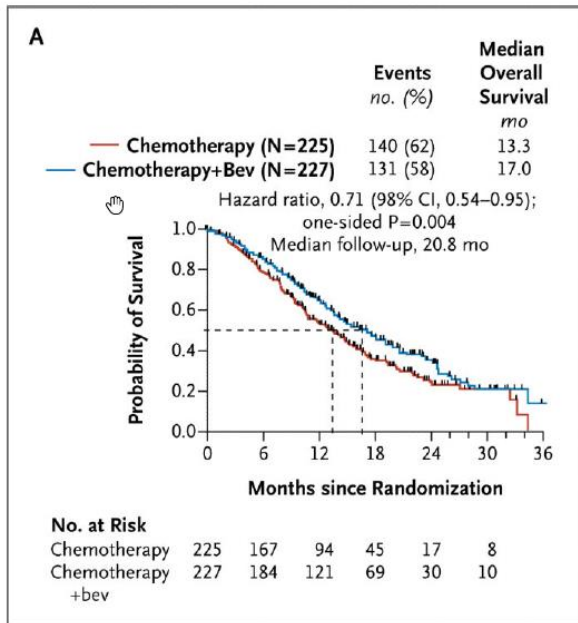 A
Events
no. (%)
Median
Overall
Survival
mo
Chemotherapy (N=225) 140 (62) 13.3
Chemotherapy+Bev (N=227) 131 (58) 17.0
Hazard ratio, 0.71 (98% CI, 0.54–0.95);
one-sided P=0.004
Median follow-up, 20.8 mo
Probability of Survival
1.0
0.8
0.6
0.4
0.2
0.0
0 6 12 18 24 30 36
Months since Randomization
No. at Risk
Chemotherapy 225 167 94 45 17 8
Chemotherapy 227 184 121 69 30 10
+bev